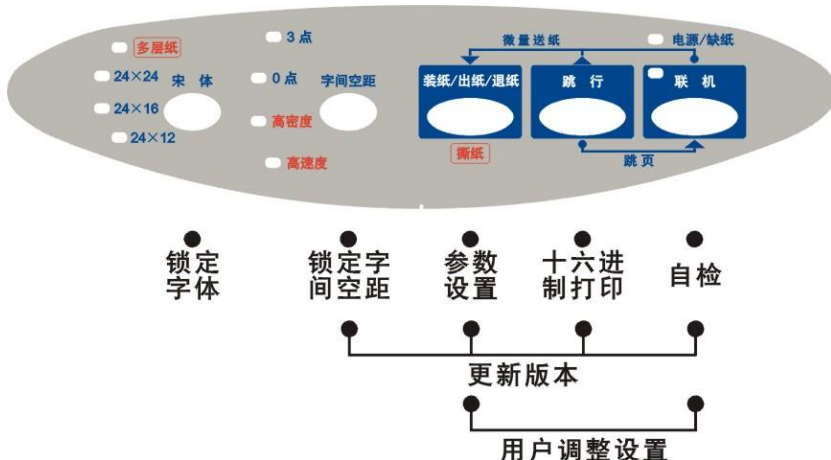 多层纸
24×24
宋 体
24×16
24×12
3 点
0 点
字间空距
高密度
高速度
微量送纸
电源/缺纸
装纸/出纸/退纸
跳 行
联 机
撕纸
跳 页
锁定
字体
锁定字
间空距
参数
设置
十六进
制打印
自检
更新版本
用户调整设置